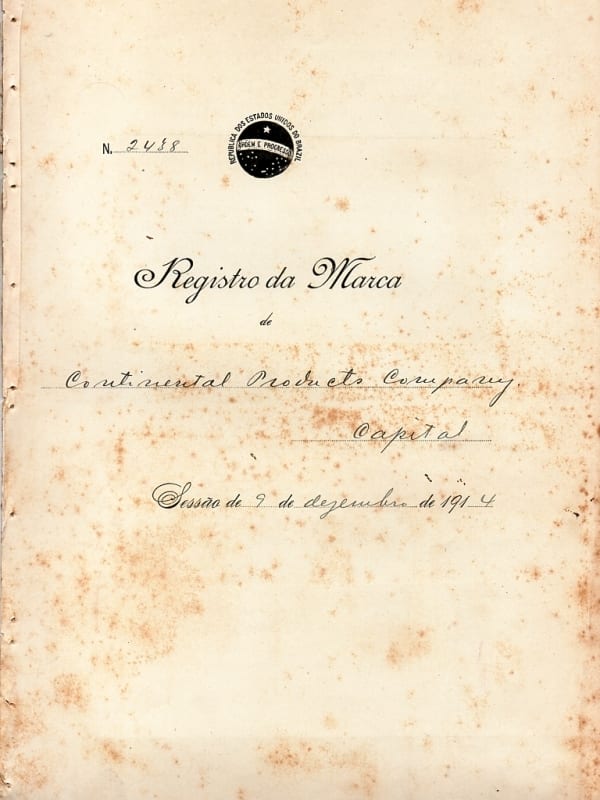 REPUBLICA DOS ESTADOS UNIDOS DO BRAZIL
ORDEM E PROGRESSO
N. 2488
Registro da Marca
de
Continental Products Company.
Capital
Sessão de 9 de dezembro de 1914